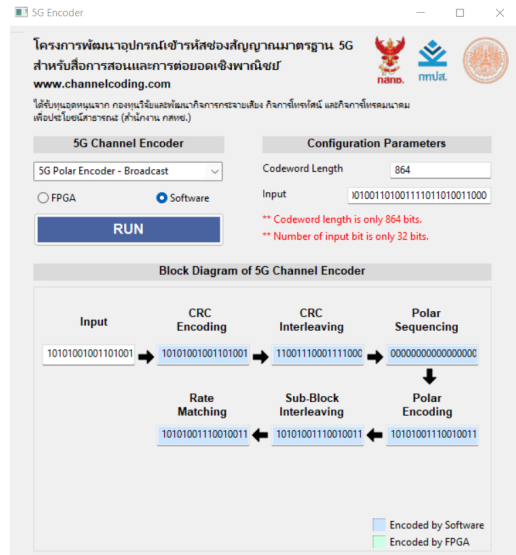 5G Encoder
โครงการพัฒนาอุปกรณ์เข้ารหัสช่องสัญญาณมาตรฐาน 5G
สำหรับสื่อการสอนและการต่อยอดเชิงพาณิชย์
www.channelcoding.com
ได้รับทุนอุดหนุนจาก กองทุนวิจัยและพัฒนากิจการกระจายเสียง กิจการโทรทัศน์ และกิจการโทรคมนาคม
เพื่อประโยชน์สาธารณะ (สำนักงาน กสทช.)
กสทช.
กทปส.
5G Channel Encoder
Configuration Parameters
5G Polar Encoder - Broadcast
Codeword Length
864
FPGA
Software
Input
)01001101001111011010011000
RUN
** Codeword length is only 864 bits.
** Number of input bit is only 32 bits.
Block Diagram of 5G Channel Encoder
Input
CRC
Encoding
CRC
Interleaving
Polar
Sequencing
10101001001101001
10101001001101001
11001110001111000
00000000000000000
Rate
Matching
Sub-Block
Interleaving
Polar
Encoding
10101001110010011
10101001110010011
10101001110010011
Encoded by Software
Encoded by FPGA